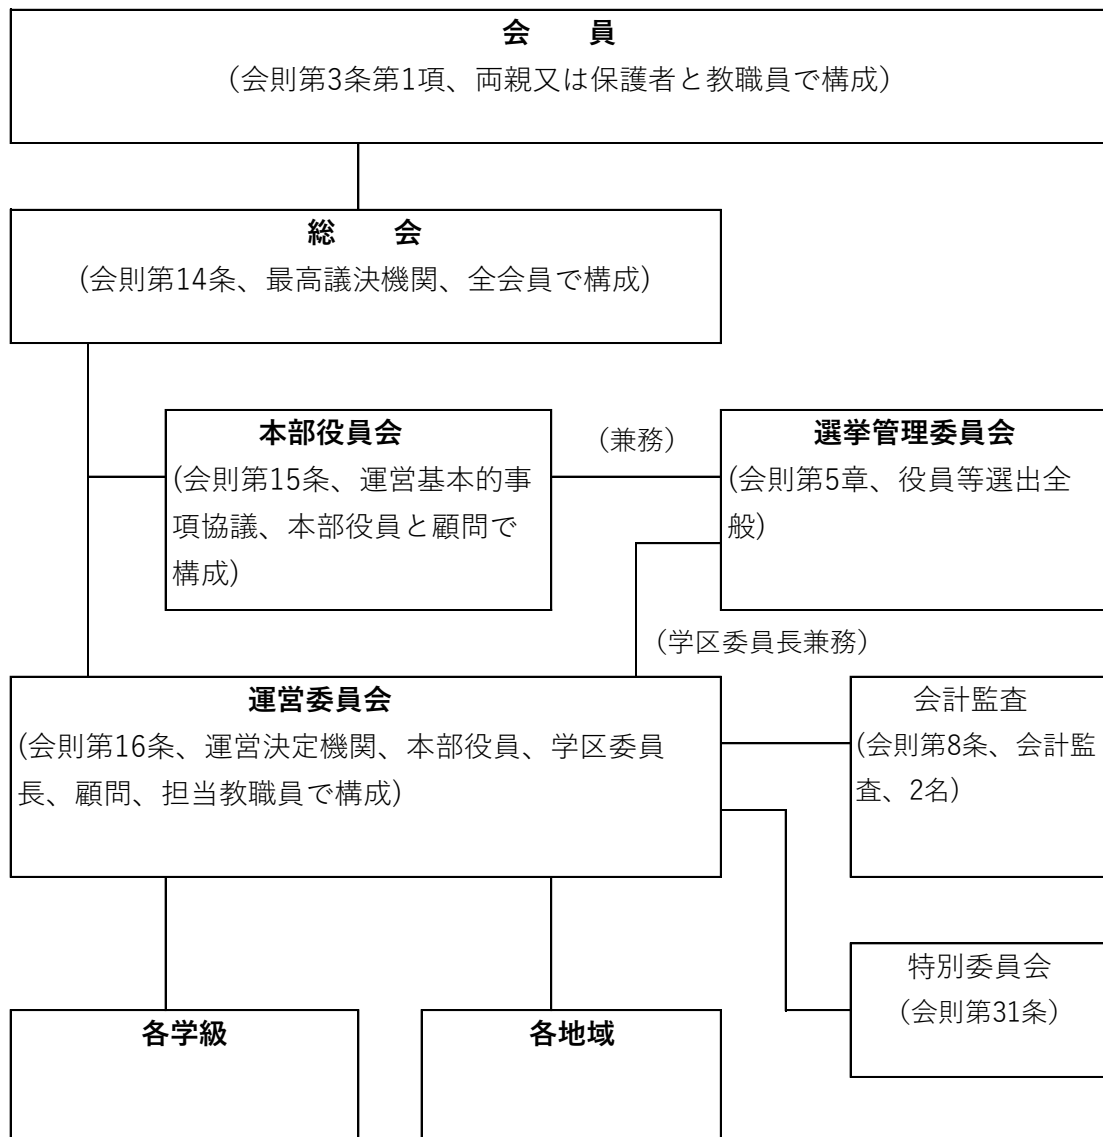 会　員
(会則第3条第1項、両親又は保護者と教職員で構成)
総　会
(会則第14条、最高議決機関、全会員で構成)
本部役員会
(会則第15条、運営基本的事
項協議、本部役員と顧問で
構成)
(兼務)
選挙管理委員会
(会則第5章、役員等選出全
般)
(学区委員長兼務)
運営委員会
(会則第16条、運営決定機関、本部役員、学区委員
長、顧問、担当教職員で構成)
会計監査
(会則第8条、会計監
査、2名)
特別委員会
(会則第31条)
各学級
各地域